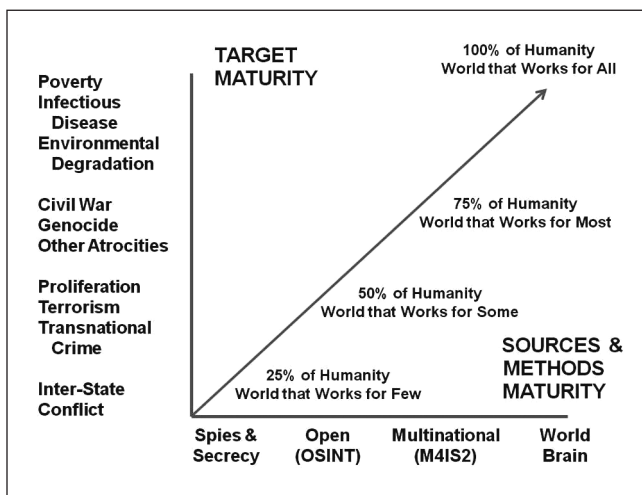 TARGET
MATURITY
100% of Humanity
World that Works for All
Poverty
Infectious
Disease
Environmental
Degradation
Civil War
Genocide
Other Atrocities
75% of Humanity
World that Works for Most
Proliferation
Terrorism
Transnational
Crime
50% of Humanity
World that Works for Some
Inter-State
Conflict
25% of Humanity
World that Works for Few
SOURCES &
METHODS
MATURITY
Spies &
Secrecy
Open
(OSINT)
Multinational
(M4IS2)
World
Brain